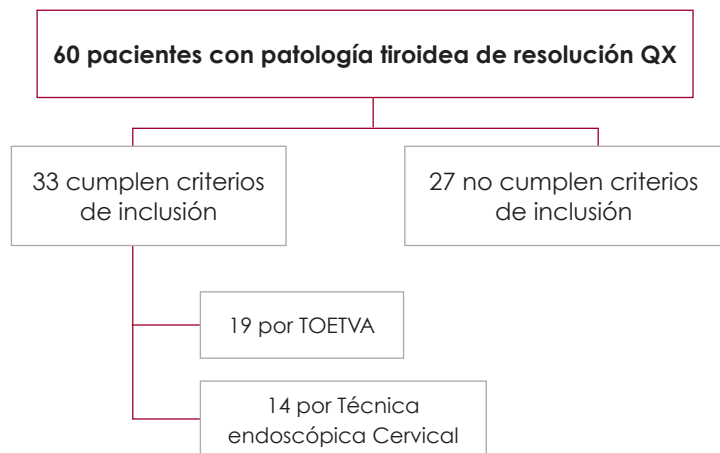 60 pacientes con patología tiroidea de resolución QX
33 cumplen criterios
de inclusión
27 no cumplen criterios
de inclusión
19 por TOETVA
14 por Técnica
endoscópica Cervical